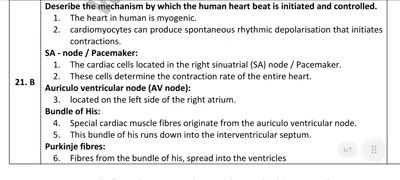 Deseribe the mechanism by which the human heart beat is initiated and controlled.
1. The heart in human is myogenic.
2. cardiomyocytes can produce spontaneous rhythmic depolarisation that initiates
contractions.
SA - node / Pacemaker:
1. The cardiac cells located in the right sinuatrial (SA) node / Pacemaker.
2. These cells determine the contraction rate of the entire heart.
21. B
Auriculo ventricular node (AV node):
3. located on the left side of the right atrium.
Bundle of His:
4. Special cardiac muscle fibres originate from the auriculo ventricular node.
5. This bundle of his runs down into the interventricular septum.
Purkinje fibres:
6. Fibres from the bundle of his, spread into the ventricles
6/7